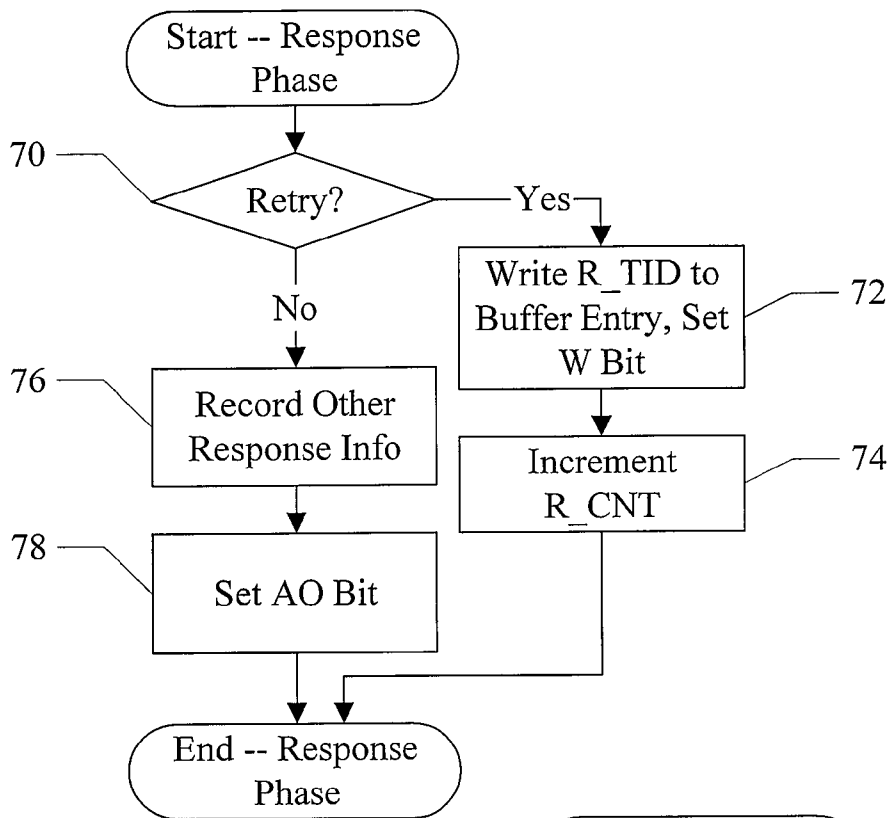 Start -- Response
Phase
70
Retry?
Yes
No
Write R_TID to
Buffer Entry, Set
W Bit
72
76
Record Other
Response Info
Increment
R_CNT
74
78
Set AO Bit
End -- Response
Phase